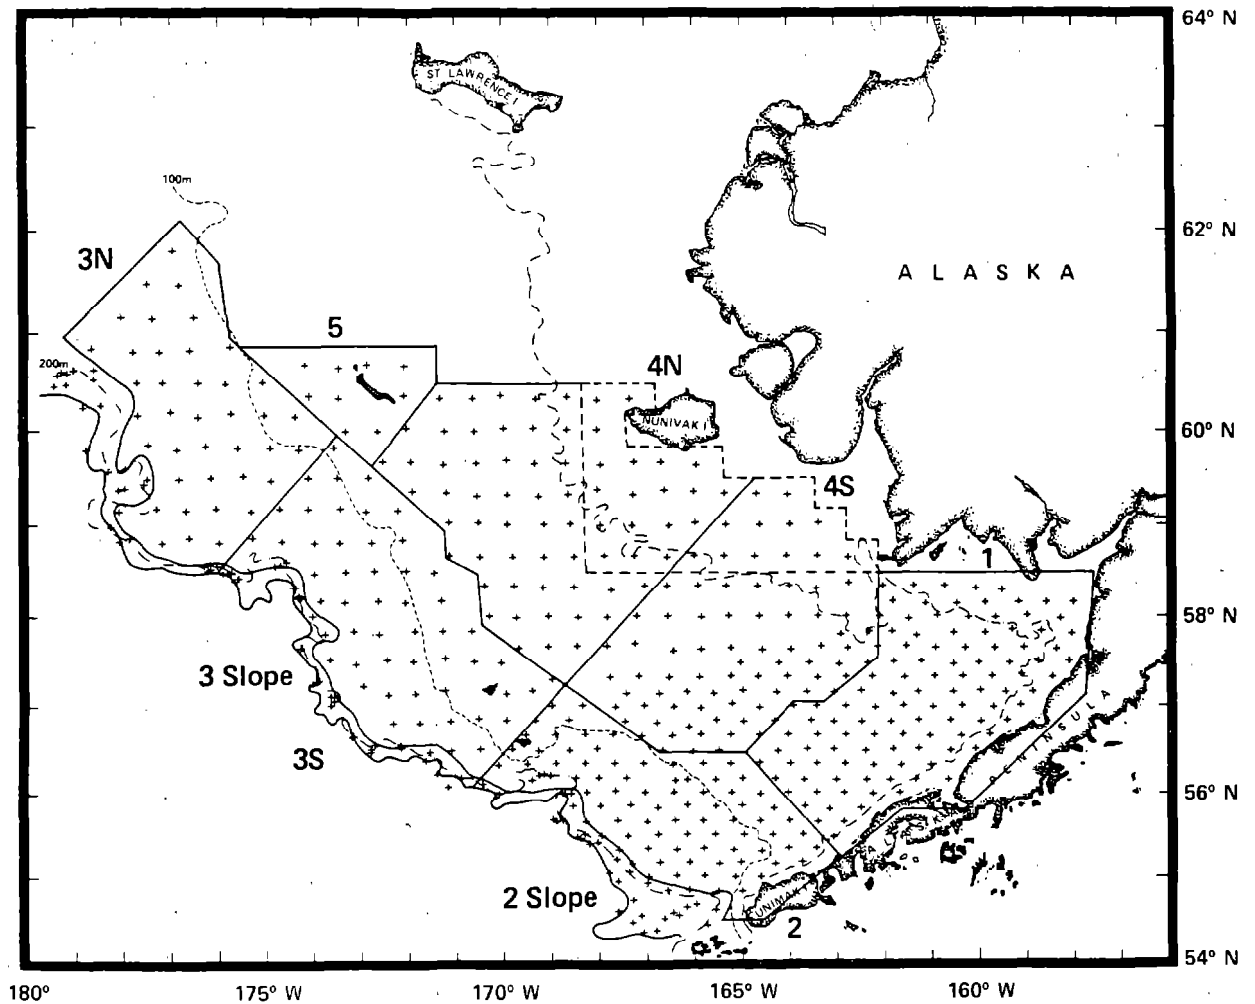 64° N
ST LAWRENCE I
100m
62° N
3N
ALASKA
5
200m
4N
NUNIVAK I
60° N
4S
1
58° N
3 Slope
3S
PENINSULA
56° N
2 Slope
UNIMAK I
2
54° N
180° 175° W 170° W 165° W 160° W